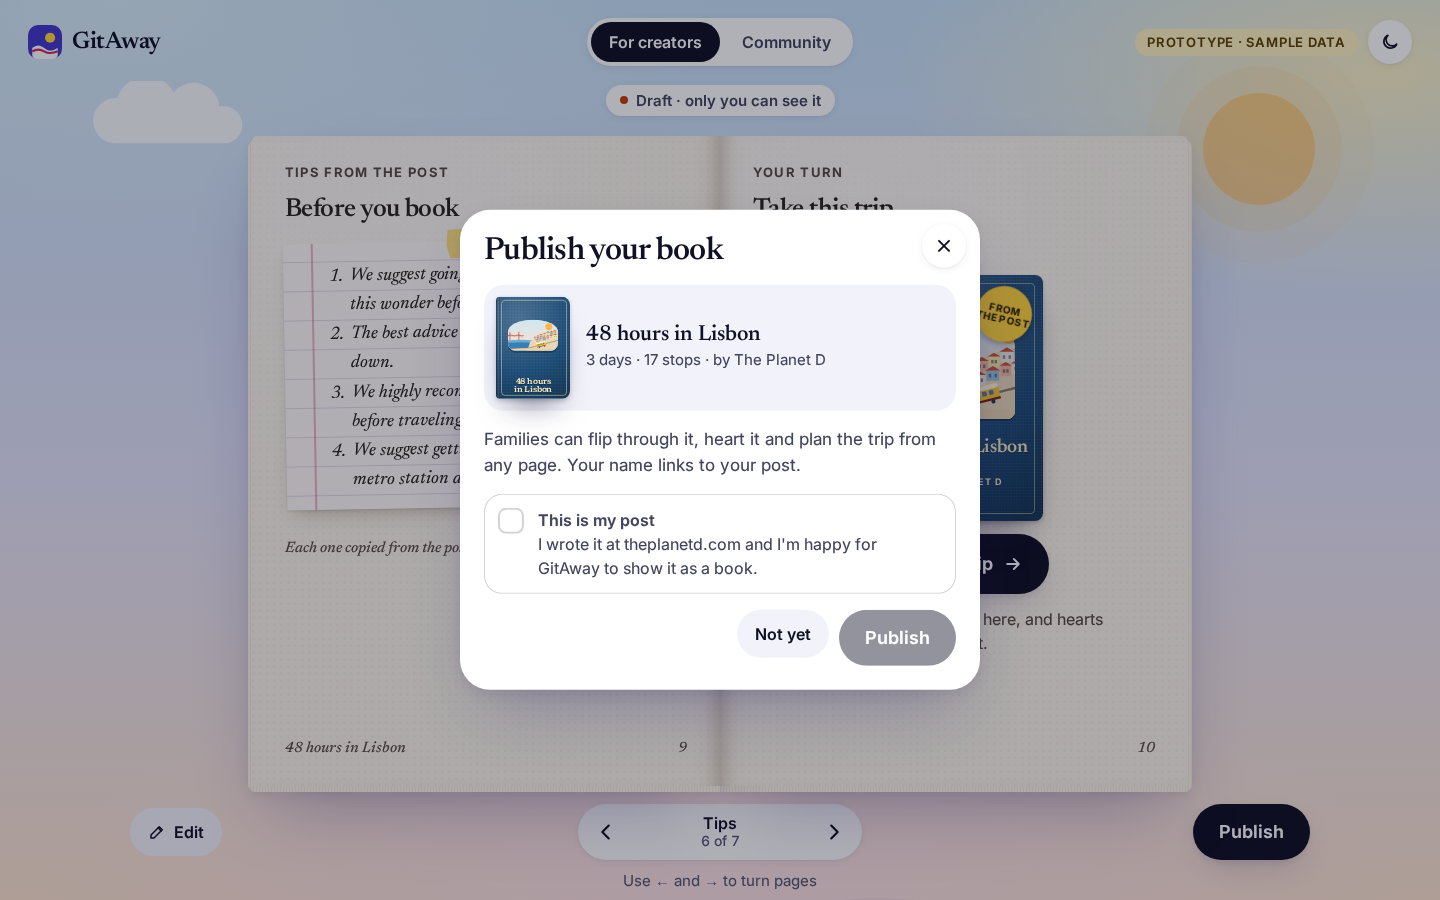 GitAway
For creators
Community
PROTOTYPE · SAMPLE DATA
Draft · only you can see it
TIPS FROM THE POST
Before you book
1. We suggest going
this wonder befo
2. The best advice
down.
3. We highly recom
before traveling
4. We suggest gett
metro station a
Each one copied from the po
48 hours in Lisbon
9
YOUR TURN
Take this trip
FROM
THE POST
Lisbon
ET D
ip →
here, and hearts
t.
10
Publish your book
48 hours
in Lisbon
48 hours in Lisbon
3 days · 17 stops · by The Planet D
Families can flip through it, heart it and plan the trip from
any page. Your name links to your post.
This is my post
I wrote it at theplanetd.com and I'm happy for
GitAway to show it as a book.
Not yet
Publish
Edit
Tips
6 of 7
Publish
Use ← and → to turn pages